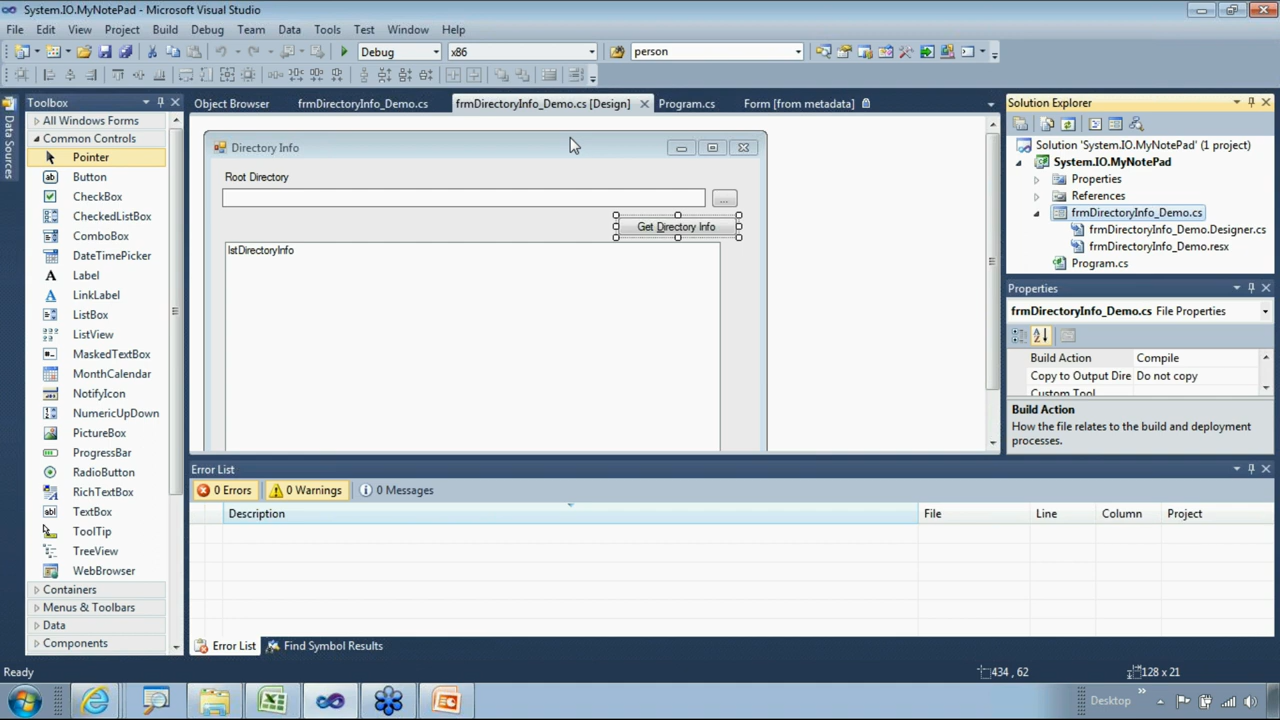 System.IO.MyNotePad - Microsoft Visual Studio
File Edit View Project Build Debug Team Data Tools Test Window Help
Debug x86 person
Toolbox
Object Browser frmDirectoryInfo_Demo.cs frmDirectoryInfo_Demo.cs [Design] Program.cs Form [from metadata]
Solution Explorer
Data Sources
All Windows Forms
Common Controls
Pointer
Button
CheckBox
CheckedListBox
ComboBox
DateTimePicker
Label
LinkLabel
ListBox
ListView
MaskedTextBox
MonthCalendar
NotifyIcon
NumericUpDown
PictureBox
ProgressBar
RadioButton
RichTextBox
TextBox
ToolTip
TreeView
WebBrowser
Containers
Menus & Toolbars
Data
Components
Directory Info
Root Directory
...
Get Directory Info
lstDirectoryInfo
Solution 'System.IO.MyNotePad' (1 project)
System.IO.MyNotePad
Properties
References
frmDirectoryInfo_Demo.cs
frmDirectoryInfo_Demo.Designer.cs
frmDirectoryInfo_Demo.resx
Program.cs
Properties
frmDirectoryInfo_Demo.cs File Properties
Build Action Compile
Copy to Output Dire Do not copy
Custom Tool
Build Action
How the file relates to the build and deployment
processes.
Error List
0 Errors 0 Warnings 0 Messages
Description File Line Column Project
Error List Find Symbol Results
Ready 434 , 62 128 x 21
Desktop